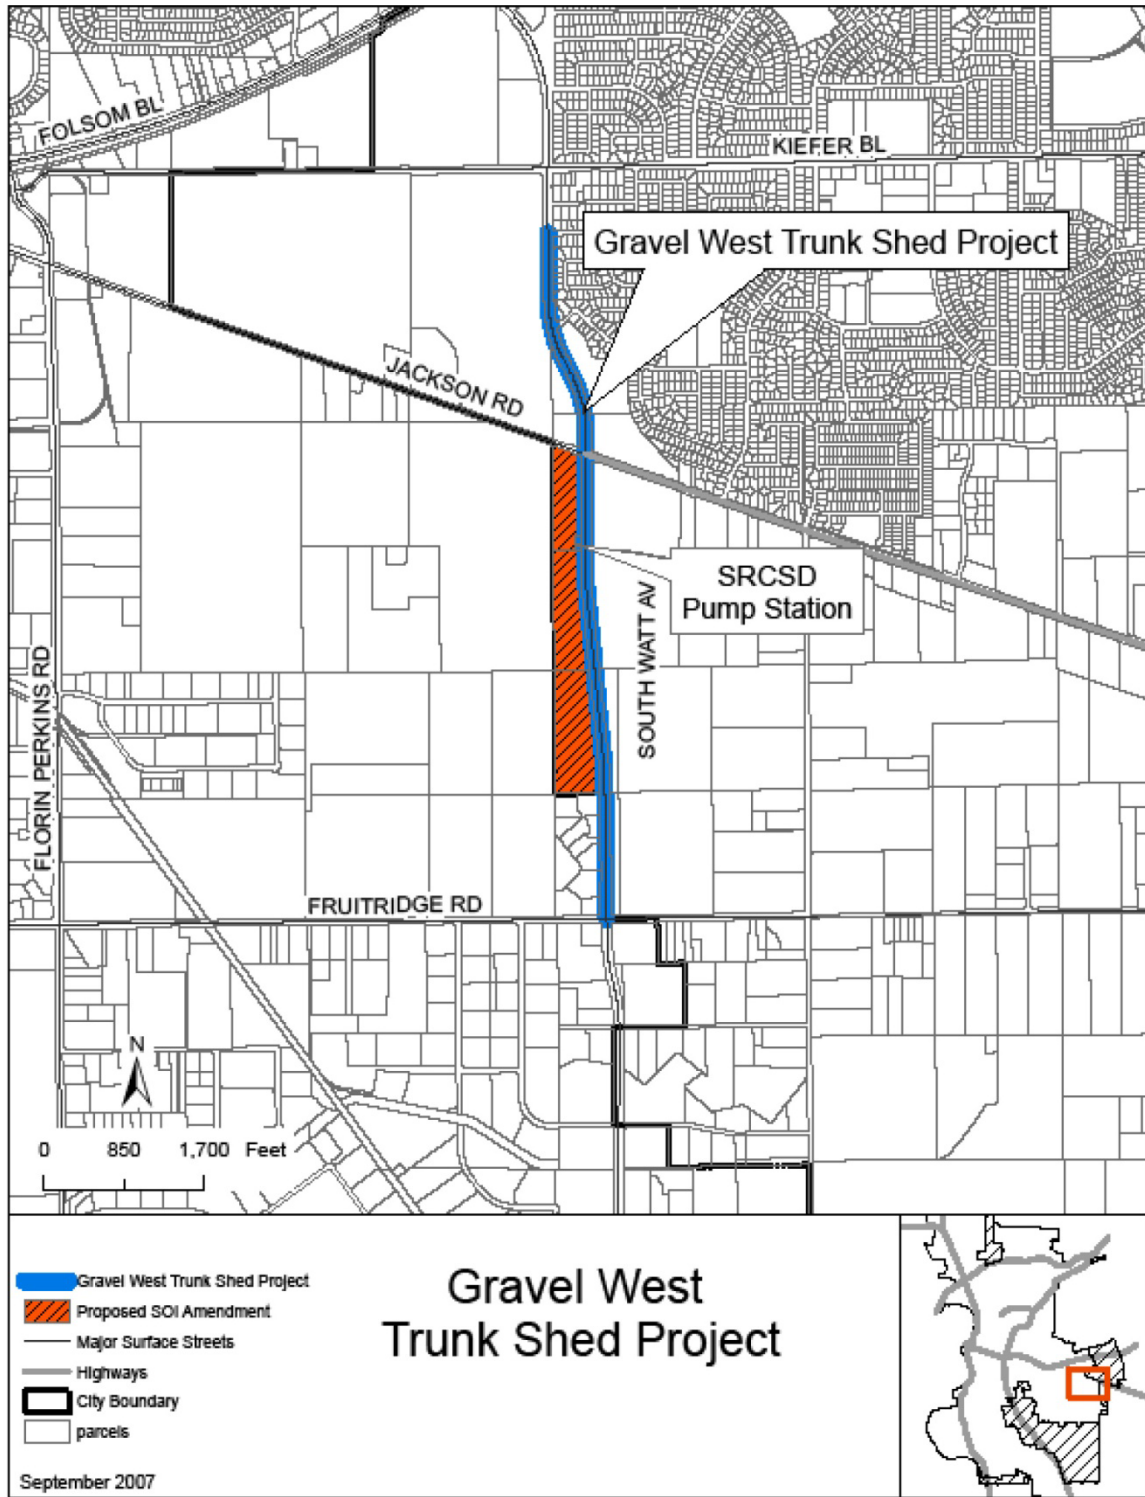 FOLSOM BL
KIEFER BL
Gravel West Trunk Shed Project
JACKSON RD
SRCSD
Pump Station
SOUTH WATT AV
FLORIN PERKINS RD
FRUITRIDGE RD
N
0 850 1,700 Feet
Gravel West Trunk Shed Project
Proposed SOI Amendment
Major Surface Streets
Highways
City Boundary
parcels
September 2007
Gravel West
Trunk Shed Project